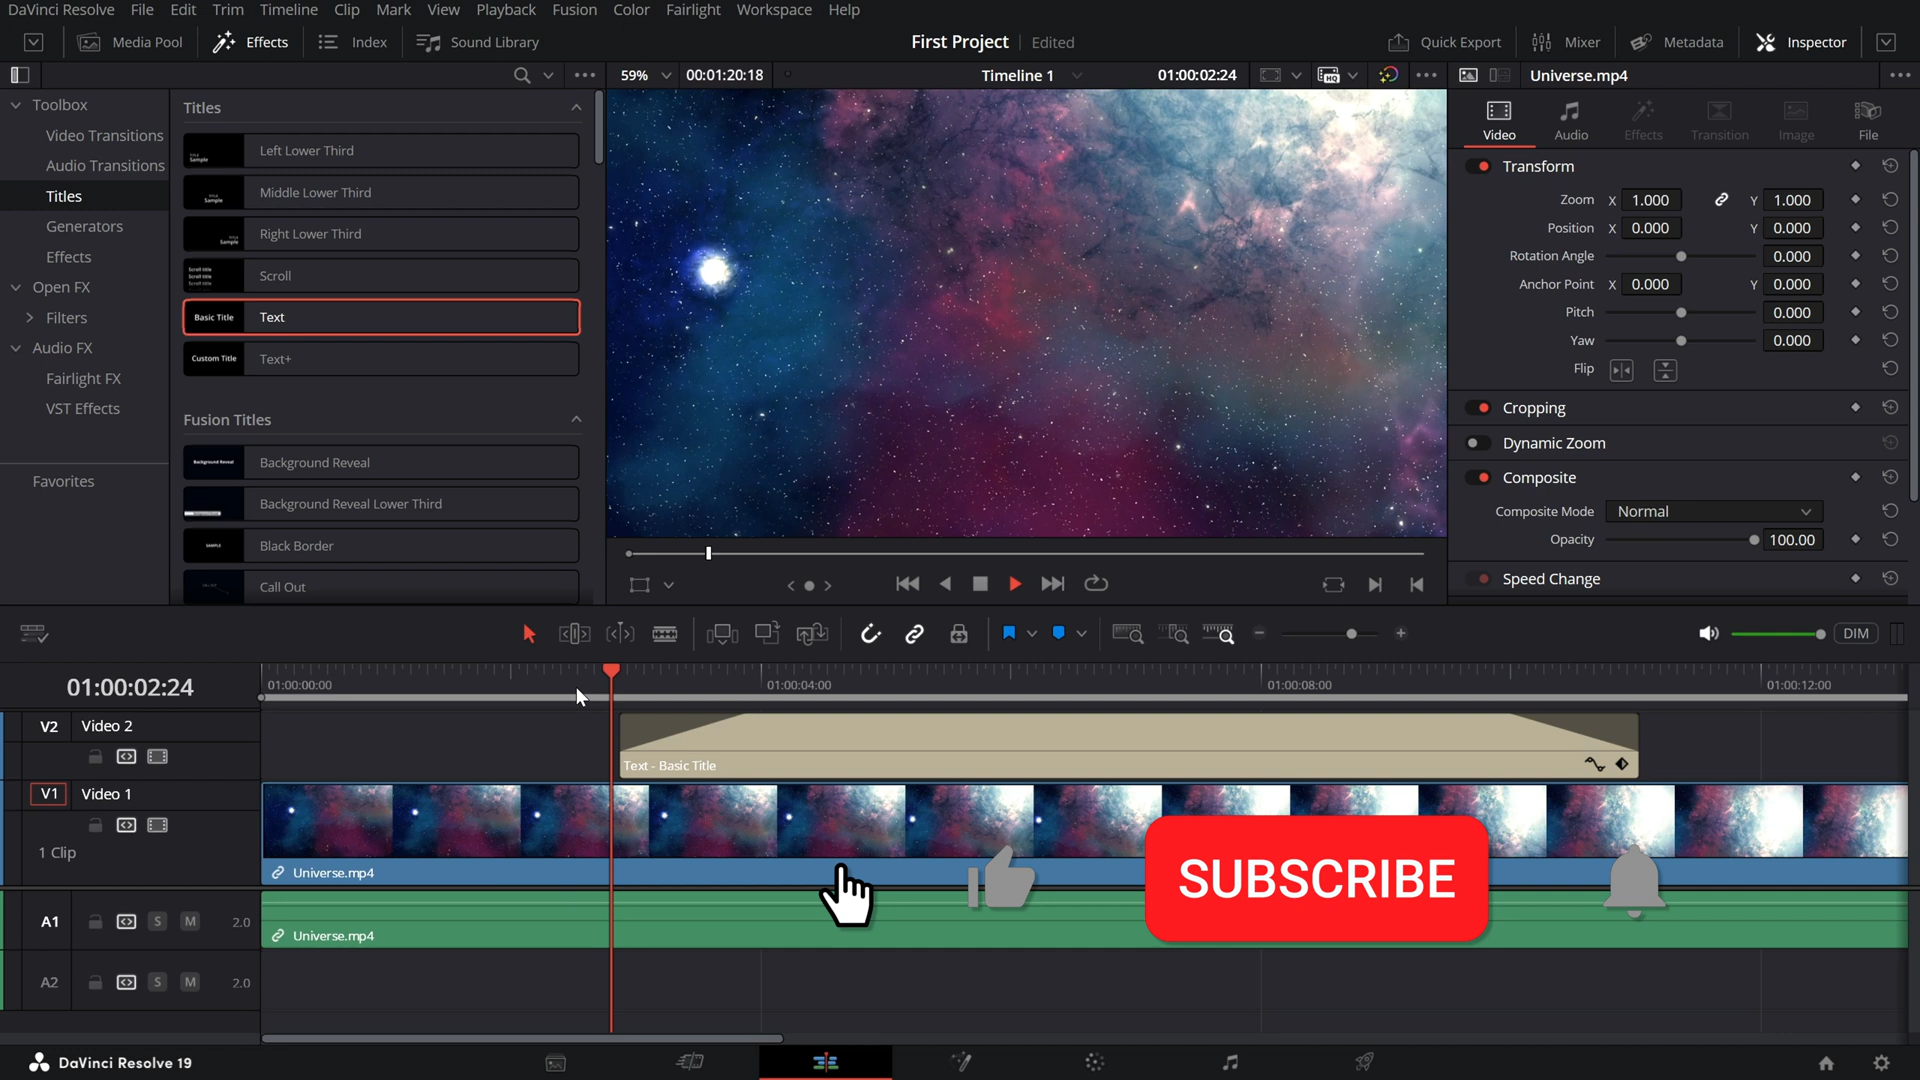 DaVinci Resolve File Edit Trim Timeline Clip Mark View Playback Fusion Color Fairlight Workspace Help
Media Pool Effects Index Sound Library First Project Edited Quick Export Mixer Metadata Inspector
59% 00:01:20:18 Timeline 1 01:00:02:24 HQ Universe.mp4
Toolbox
Video Transitions
Audio Transitions
Titles
Generators
Effects
Open FX
Filters
Audio FX
Fairlight FX
VST Effects
Favorites
Titles
Left Lower Third
Middle Lower Third
Right Lower Third
Scroll
Basic Title Text
Custom Title Text+
Fusion Titles
Background Reveal Background Reveal
Background Reveal Lower Third
Black Border
Call Out
Video Audio Effects Transition Image File
Transform
Zoom X 1.000 Y 1.000
Position X 0.000 Y 0.000
Rotation Angle 0.000
Anchor Point X 0.000 Y 0.000
Pitch 0.000
Yaw 0.000
Flip
Cropping
Dynamic Zoom
Composite
Composite Mode Normal
Opacity 100.00
Speed Change
DIM
01:00:02:24 01:00:00:00 01:00:04:00 01:00:08:00 01:00:12:00
V2 Video 2
Text - Basic Title
V1 Video 1
1 Clip
Universe.mp4
SUBSCRIBE
A1 S M 2.0
Universe.mp4
A2 S M 2.0
DaVinci Resolve 19